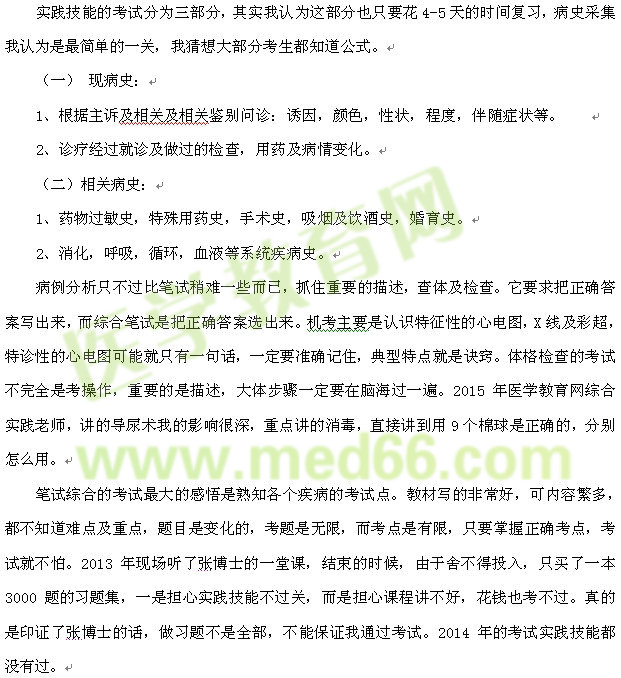 实践技能的考试分为三部分，其实我认为这部分也只要花 4-5 天的时间复习，病史采集
我认为是最简单的一关，我猜想大部分考生都知道公式。
（一） 现病史：
1、根据主诉及相关及相关鉴别问诊：诱因，颜色，性状，程度，伴随症状等。
2、诊疗经过就诊及做过的检查，用药及病情变化。
（二）相关病史：
1、药物过敏史，特殊用药史，手术史，吸烟及饮酒史，婚育史。
2、消化，呼吸，循环，血液等系统疾病史。
病例分析只不过比笔试稍难一些而已，抓住重要的描述，查体及检查。它要求把正确答
案写出来，而综合笔试是把正确答案选出来。机考主要是认识特征性的心电图，X 线及彩超，
特诊性的心电图可能就只有一句话，一定要准确记住，典型特点就是诀窍。体格检查的考试
不完全是考操作，重要的是描述，大体步骤一定要在脑海过一遍。2015 年医学教育网综合
实践老师，讲的导尿术我的影响很深，重点讲的消毒，直接讲到用 9 个棉球是正确的，分别
怎么用。
笔试综合的考试最大的感悟是熟知各个疾病的考试点。教材写的非常好，可内容繁多，
都不知道难点及重点，题目是变化的，考题是无限，而考点是有限，只要掌握正确考点，考
试就不怕。2013 年现场听了张博士的一堂课，结束的时候，由于舍不得投入，只买了一本
3000 题的习题集，一是担心实践技能不过关，而是担心课程讲不好，花钱也考不过。真的
是印证了张博士的话，做习题不是全部，不能保证我通过考试。2014 年的考试实践技能都
没有过。
医学教育网
www.med66.com